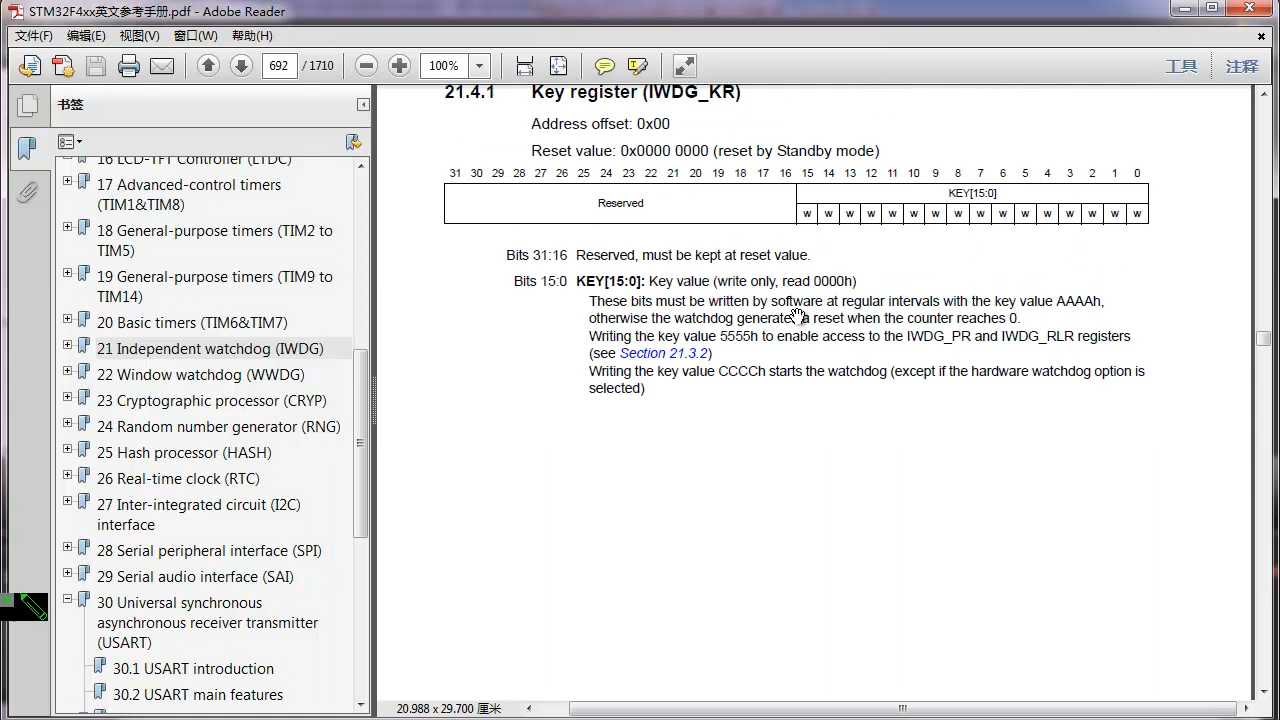 STM32F4xx英文参考手册.pdf - Adobe Reader
文件(F) 编辑(E) 视图(V) 窗口(W) 帮助(H)
692 / 1710 100% 工具 注释
书签
16 LCD-TFT Controller (LTDC)
17 Advanced-control timers
(TIM1&TIM8)
18 General-purpose timers (TIM2 to
TIM5)
19 General-purpose timers (TIM9 to
TIM14)
20 Basic timers (TIM6&TIM7)
21 Independent watchdog (IWDG)
22 Window watchdog (WWDG)
23 Cryptographic processor (CRYP)
24 Random number generator (RNG)
25 Hash processor (HASH)
26 Real-time clock (RTC)
27 Inter-integrated circuit (I2C)
interface
28 Serial peripheral interface (SPI)
29 Serial audio interface (SAI)
30 Universal synchronous
asynchronous receiver transmitter
(USART)
30.1 USART introduction
30.2 USART main features
21.4.1 Key register (IWDG_KR)
Address offset: 0x00
Reset value: 0x0000 0000 (reset by Standby mode)
31 30 29 28 27 26 25 24 23 22 21 20 19 18 17 16 15 14 13 12 11 10 9 8 7 6 5 4 3 2 1 0
Reserved
KEY[15:0]
w w w w w w w w w w w w w w w w
Bits 31:16 Reserved, must be kept at reset value.
Bits 15:0 KEY[15:0]: Key value (write only, read 0000h)
These bits must be written by software at regular intervals with the key value AAAAh,
otherwise the watchdog generates a reset when the counter reaches 0.
Writing the key value 5555h to enable access to the IWDG_PR and IWDG_RLR registers
(see Section 21.3.2)
Writing the key value CCCCh starts the watchdog (except if the hardware watchdog option is
selected)
20.988 x 29.700 厘米